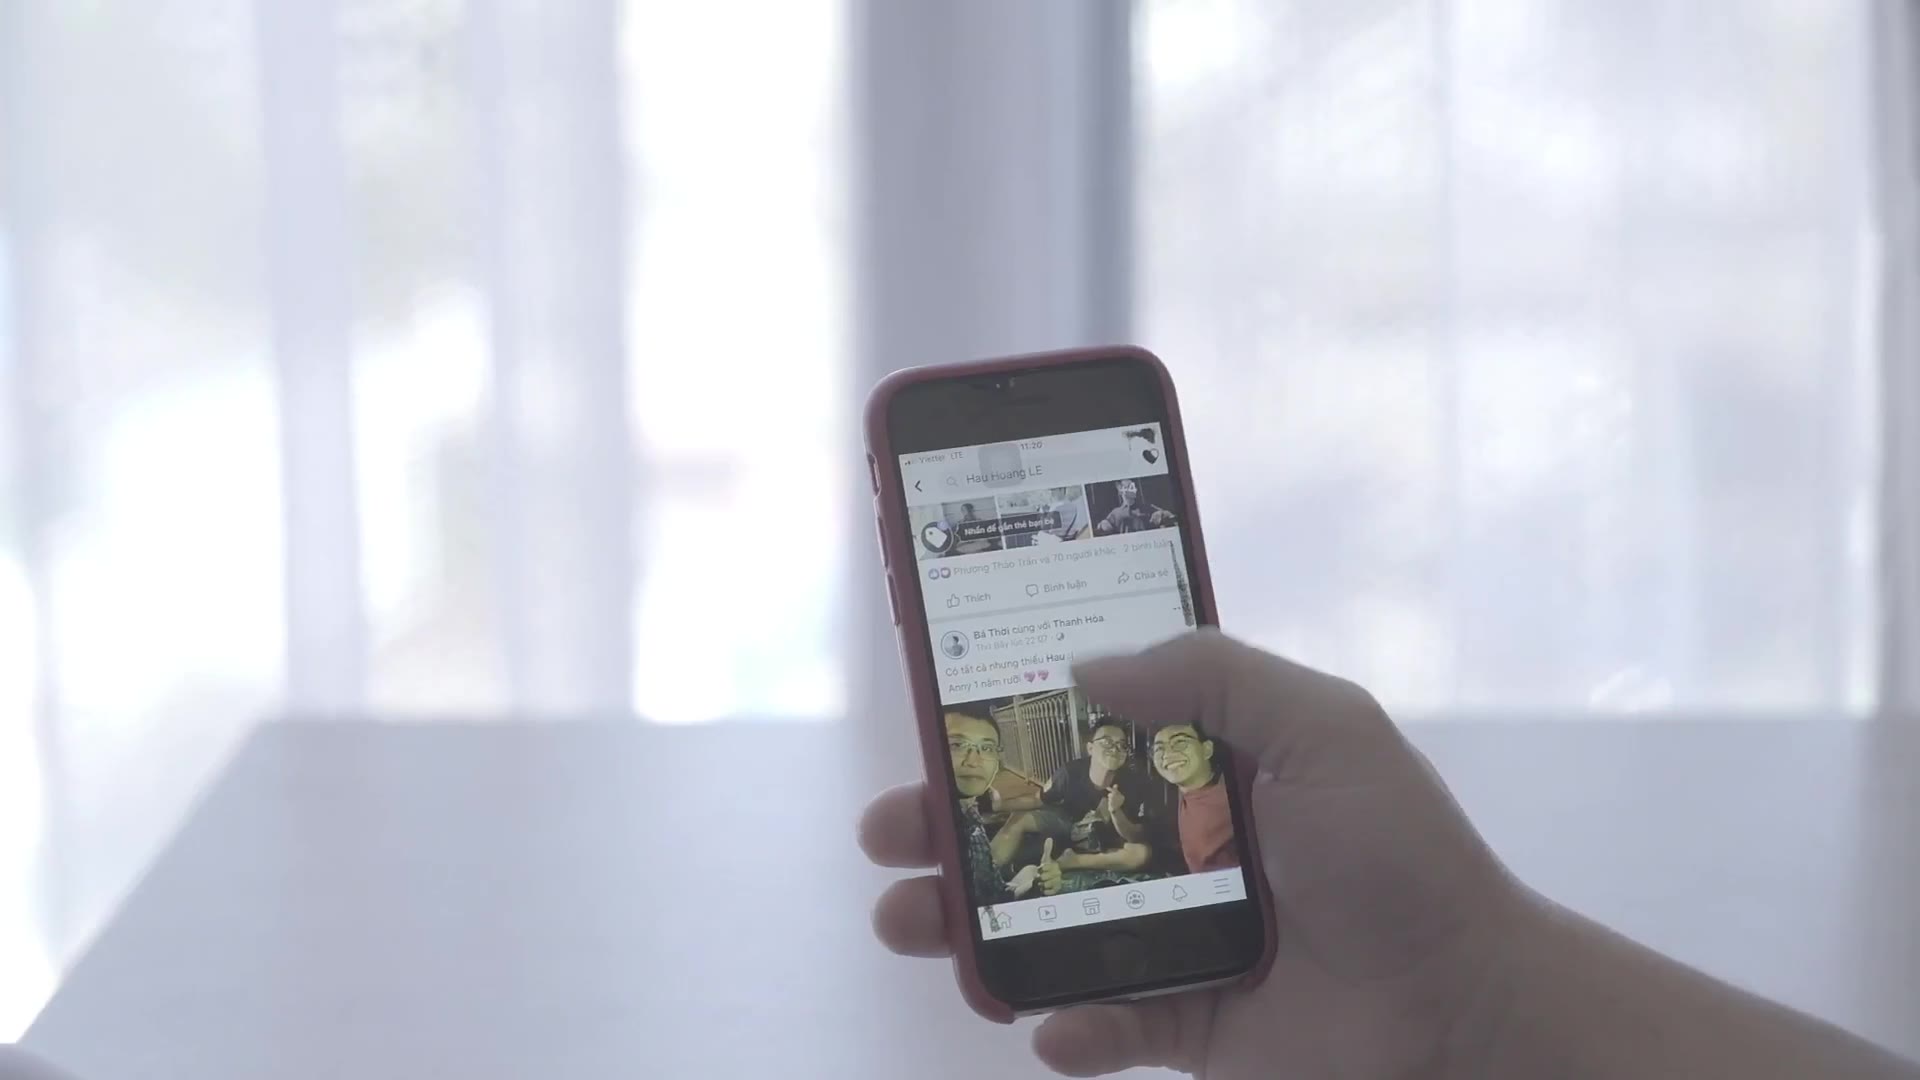 Viettel LTE 11:20
Hau Hoang LE
Nhấn để gắn thẻ bạn bè
Phương Thảo Trần và 70 người khác 2 bình luận
Thích Bình luận Chia sẻ
Bá Thời cùng với Thanh Hòa.
Thứ Bảy lúc 22:07
Có tất cả nhưng thiếu Hau :(
Anny 1 năm rưỡi 💖💖